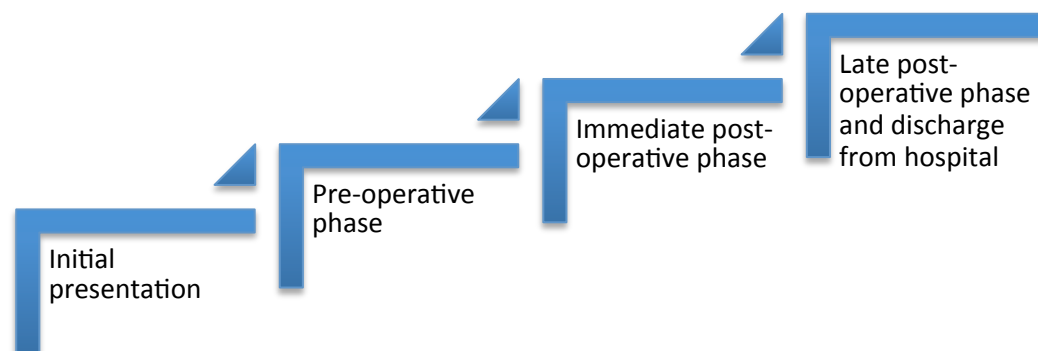 Initial
presentation
Pre-operative
phase
Immediate post-
operative phase
Late post-
operative phase
and discharge
from hospital